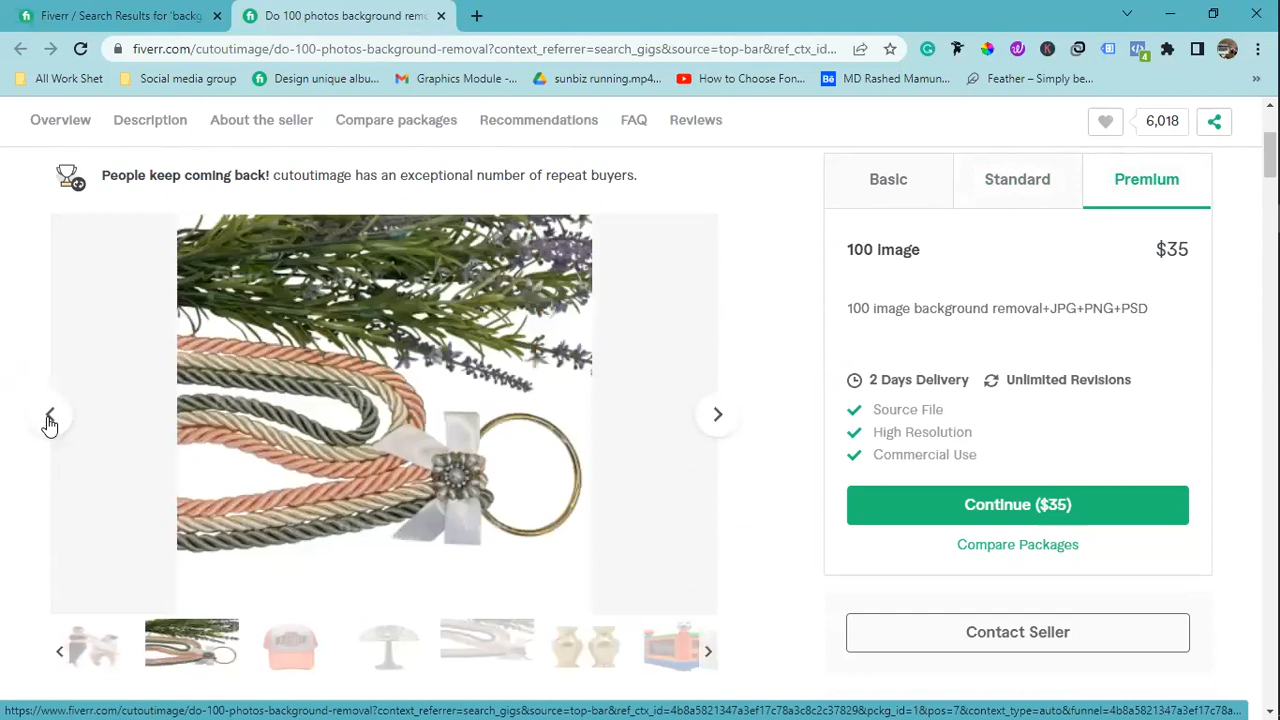 Fiverr / Search Results for 'backg
Do 100 photos background rem
fiverr.com/cutoutimage/do-100-photos-background-removal?context_referrer=search_gigs&source=top-bar&ref_ctx_id...
4
All Work Shet
Social media group
Design unique albu...
Graphics Module -...
sunbiz running.mp4...
How to Choose Fon...
MD Rashed Mamun...
Feather – Simply be...
»
Overview
Description
About the seller
Compare packages
Recommendations
FAQ
Reviews
6,018
People keep coming back! cutoutimage has an exceptional number of repeat buyers.
Basic
Standard
Premium
100 image
$35
100 image background removal+JPG+PNG+PSD
2 Days Delivery
Unlimited Revisions
Source File
High Resolution
Commercial Use
Continue ($35)
Compare Packages
Contact Seller
https://www.fiverr.com/cutoutimage/do-100-photos-background-removal?context_referrer=search_gigs&source=top-bar&ref_ctx_id=4b8a5821347a3ef17c78a3c8c2c37829&pckg_id=1&pos=7&context_type=auto&funnel=4b8a5821347a3ef17c78a...